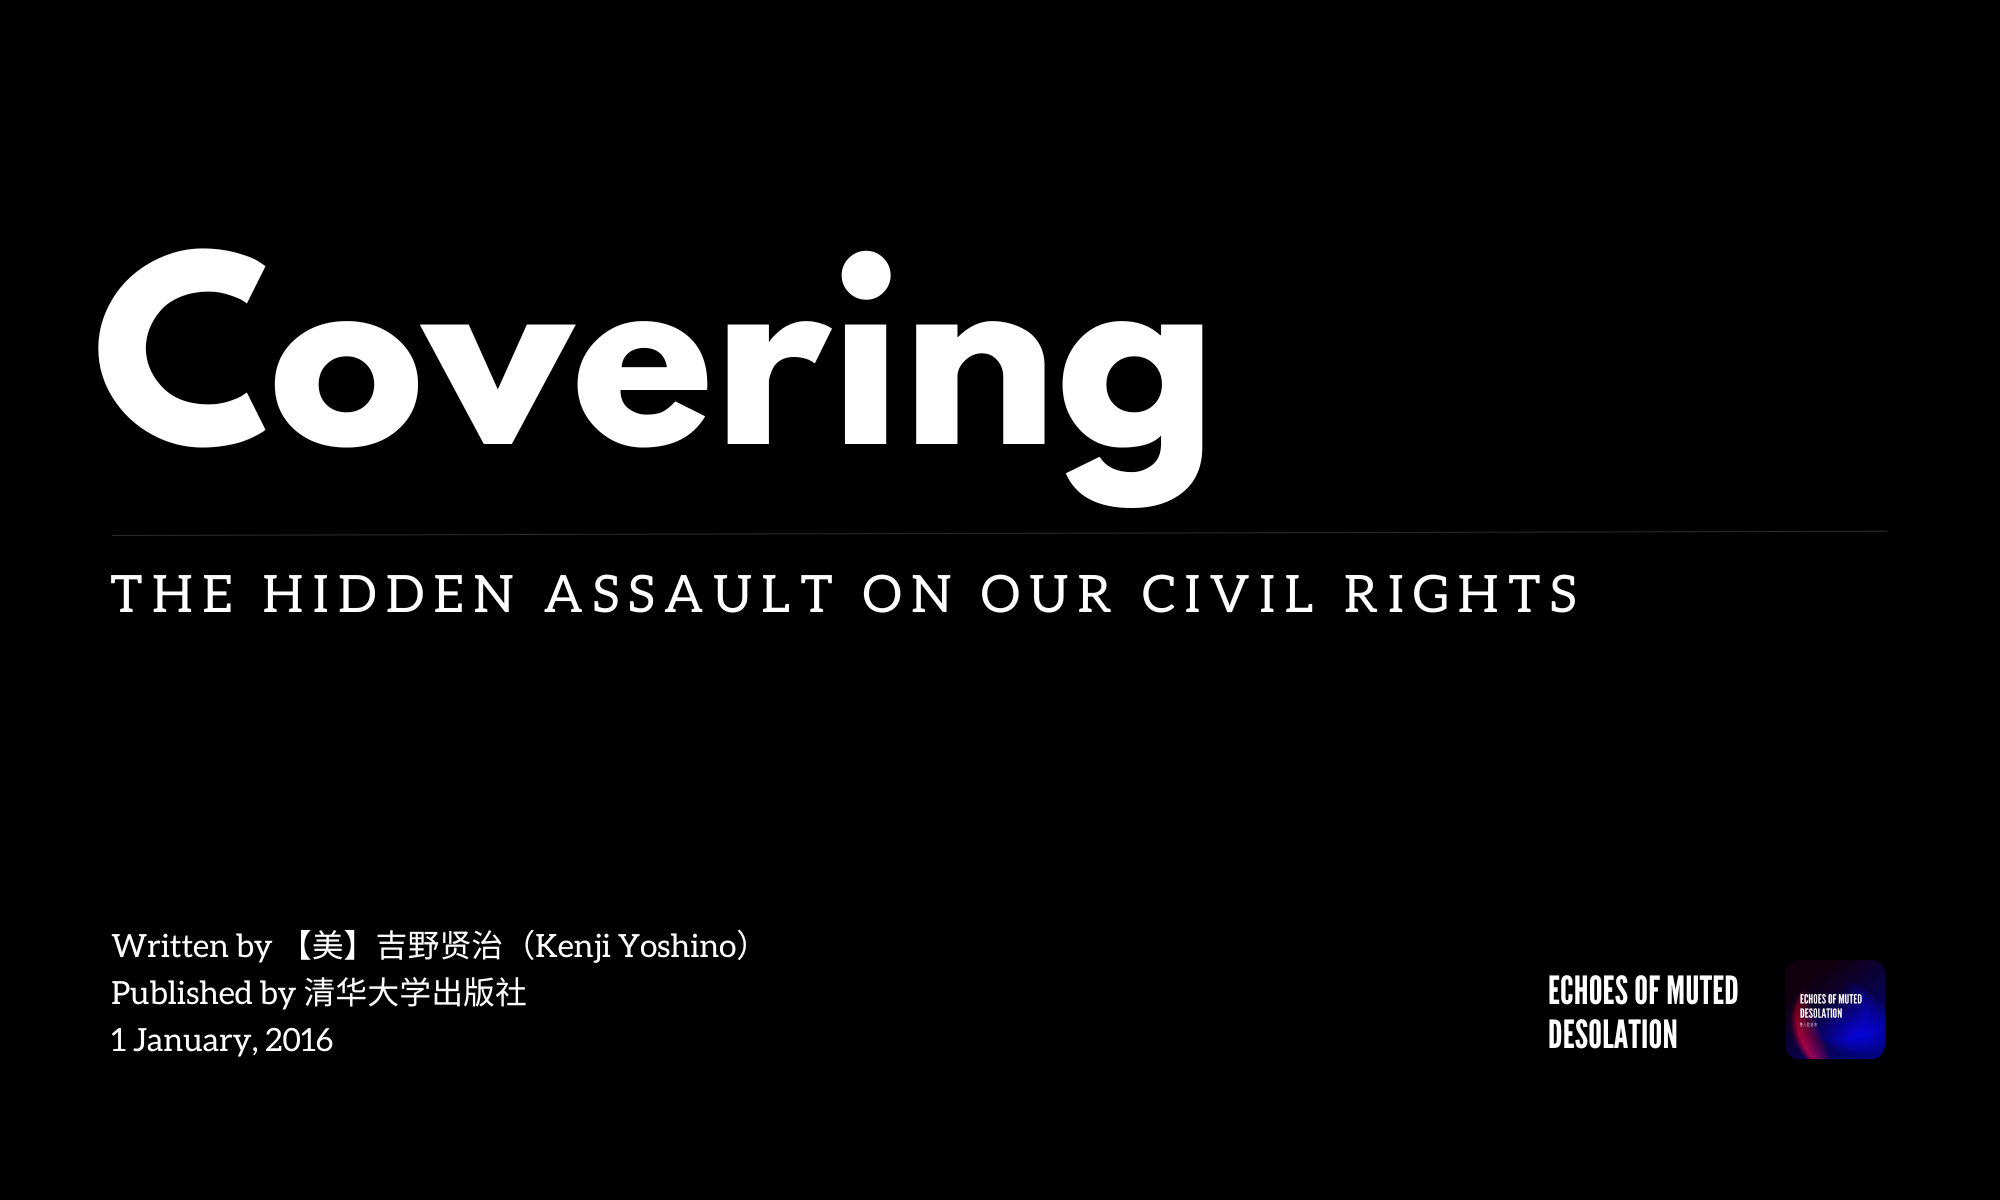 Covering
THE HIDDEN ASSAULT ON OUR CIVIL RIGHTS
Written by 【美】吉野贤治（Kenji Yoshino）
Published by 清华大学出版社
1 January, 2016
ECHOES OF MUTED
DESOLATION
ECHOES OF MUTED
DESOLATION